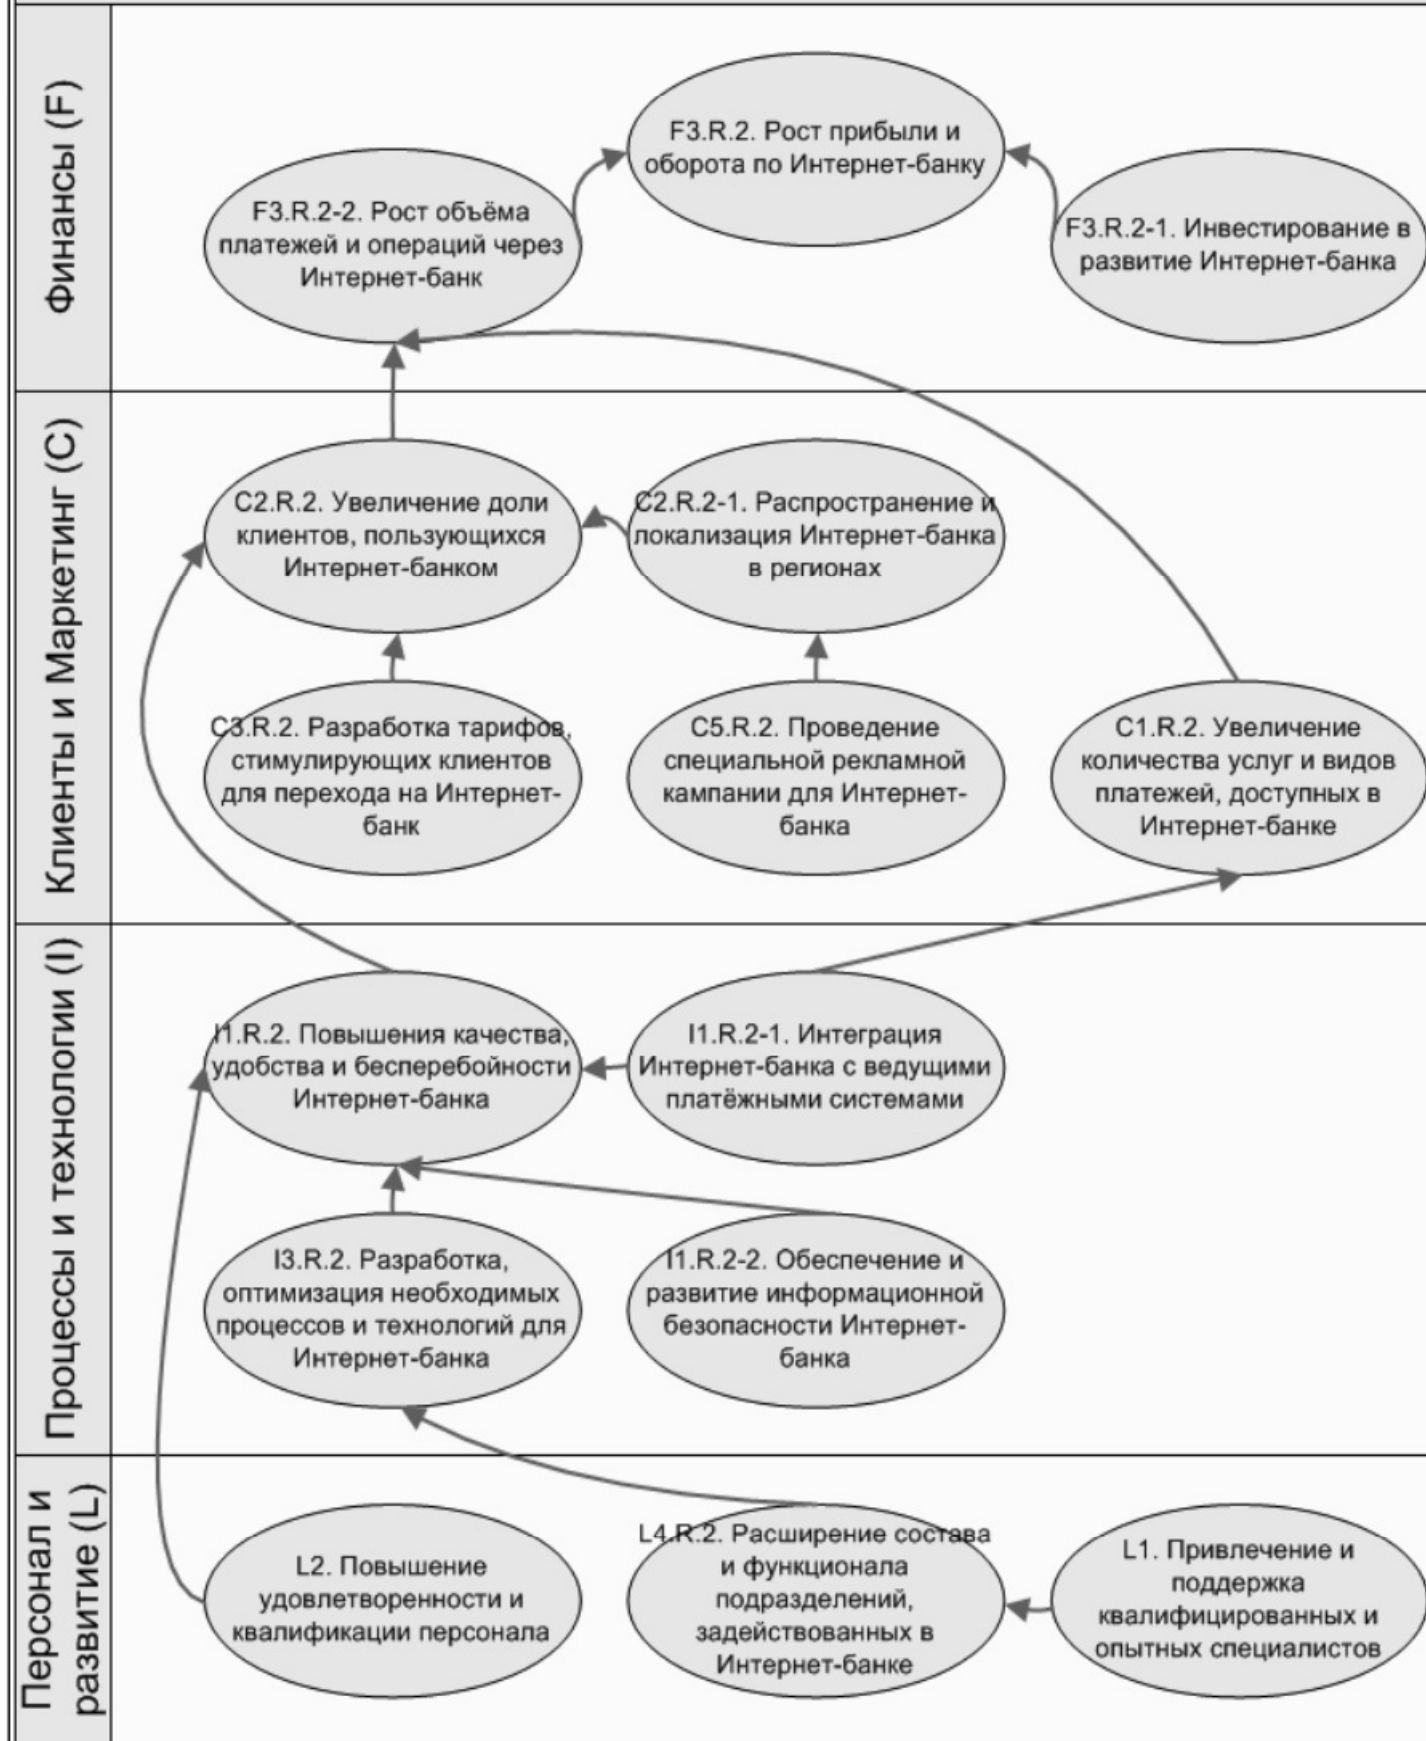 Финансы (F)
F3.R.2. Рост прибыли и
оборота по Интернет-банку
F3.R.2-2. Рост объёма
платежей и операций через
Интернет-банк
F3.R.2-1. Инвестирование в
развитие Интернет-банка
Клиенты и Маркетинг (C)
C2.R.2. Увеличение доли
клиентов, пользующихся
Интернет-банком
C2.R.2-1. Распространение и
локализация Интернет-банка
в регионах
C3.R.2. Разработка тарифов,
стимулирующих клиентов
для перехода на Интернет-
банк
C5.R.2. Проведение
специальной рекламной
кампании для Интернет-
банка
C1.R.2. Увеличение
количества услуг и видов
платежей, доступных в
Интернет-банке
Процессы и технологии (I)
I1.R.2. Повышения качества,
удобства и бесперебойности
Интернет-банка
I1.R.2-1. Интеграция
Интернет-банка с ведущими
платёжными системами
I3.R.2. Разработка,
оптимизация необходимых
процессов и технологий для
Интернет-банка
I1.R.2-2. Обеспечение и
развитие информационной
безопасности Интернет-
банка
Персонал и
развитие (L)
L2. Повышение
удовлетворенности и
квалификации персонала
L4.R.2. Расширение состава
и функционала
подразделений,
задействованных в
Интернет-банке
L1. Привлечение и
поддержка
квалифицированных и
опытных специалистов